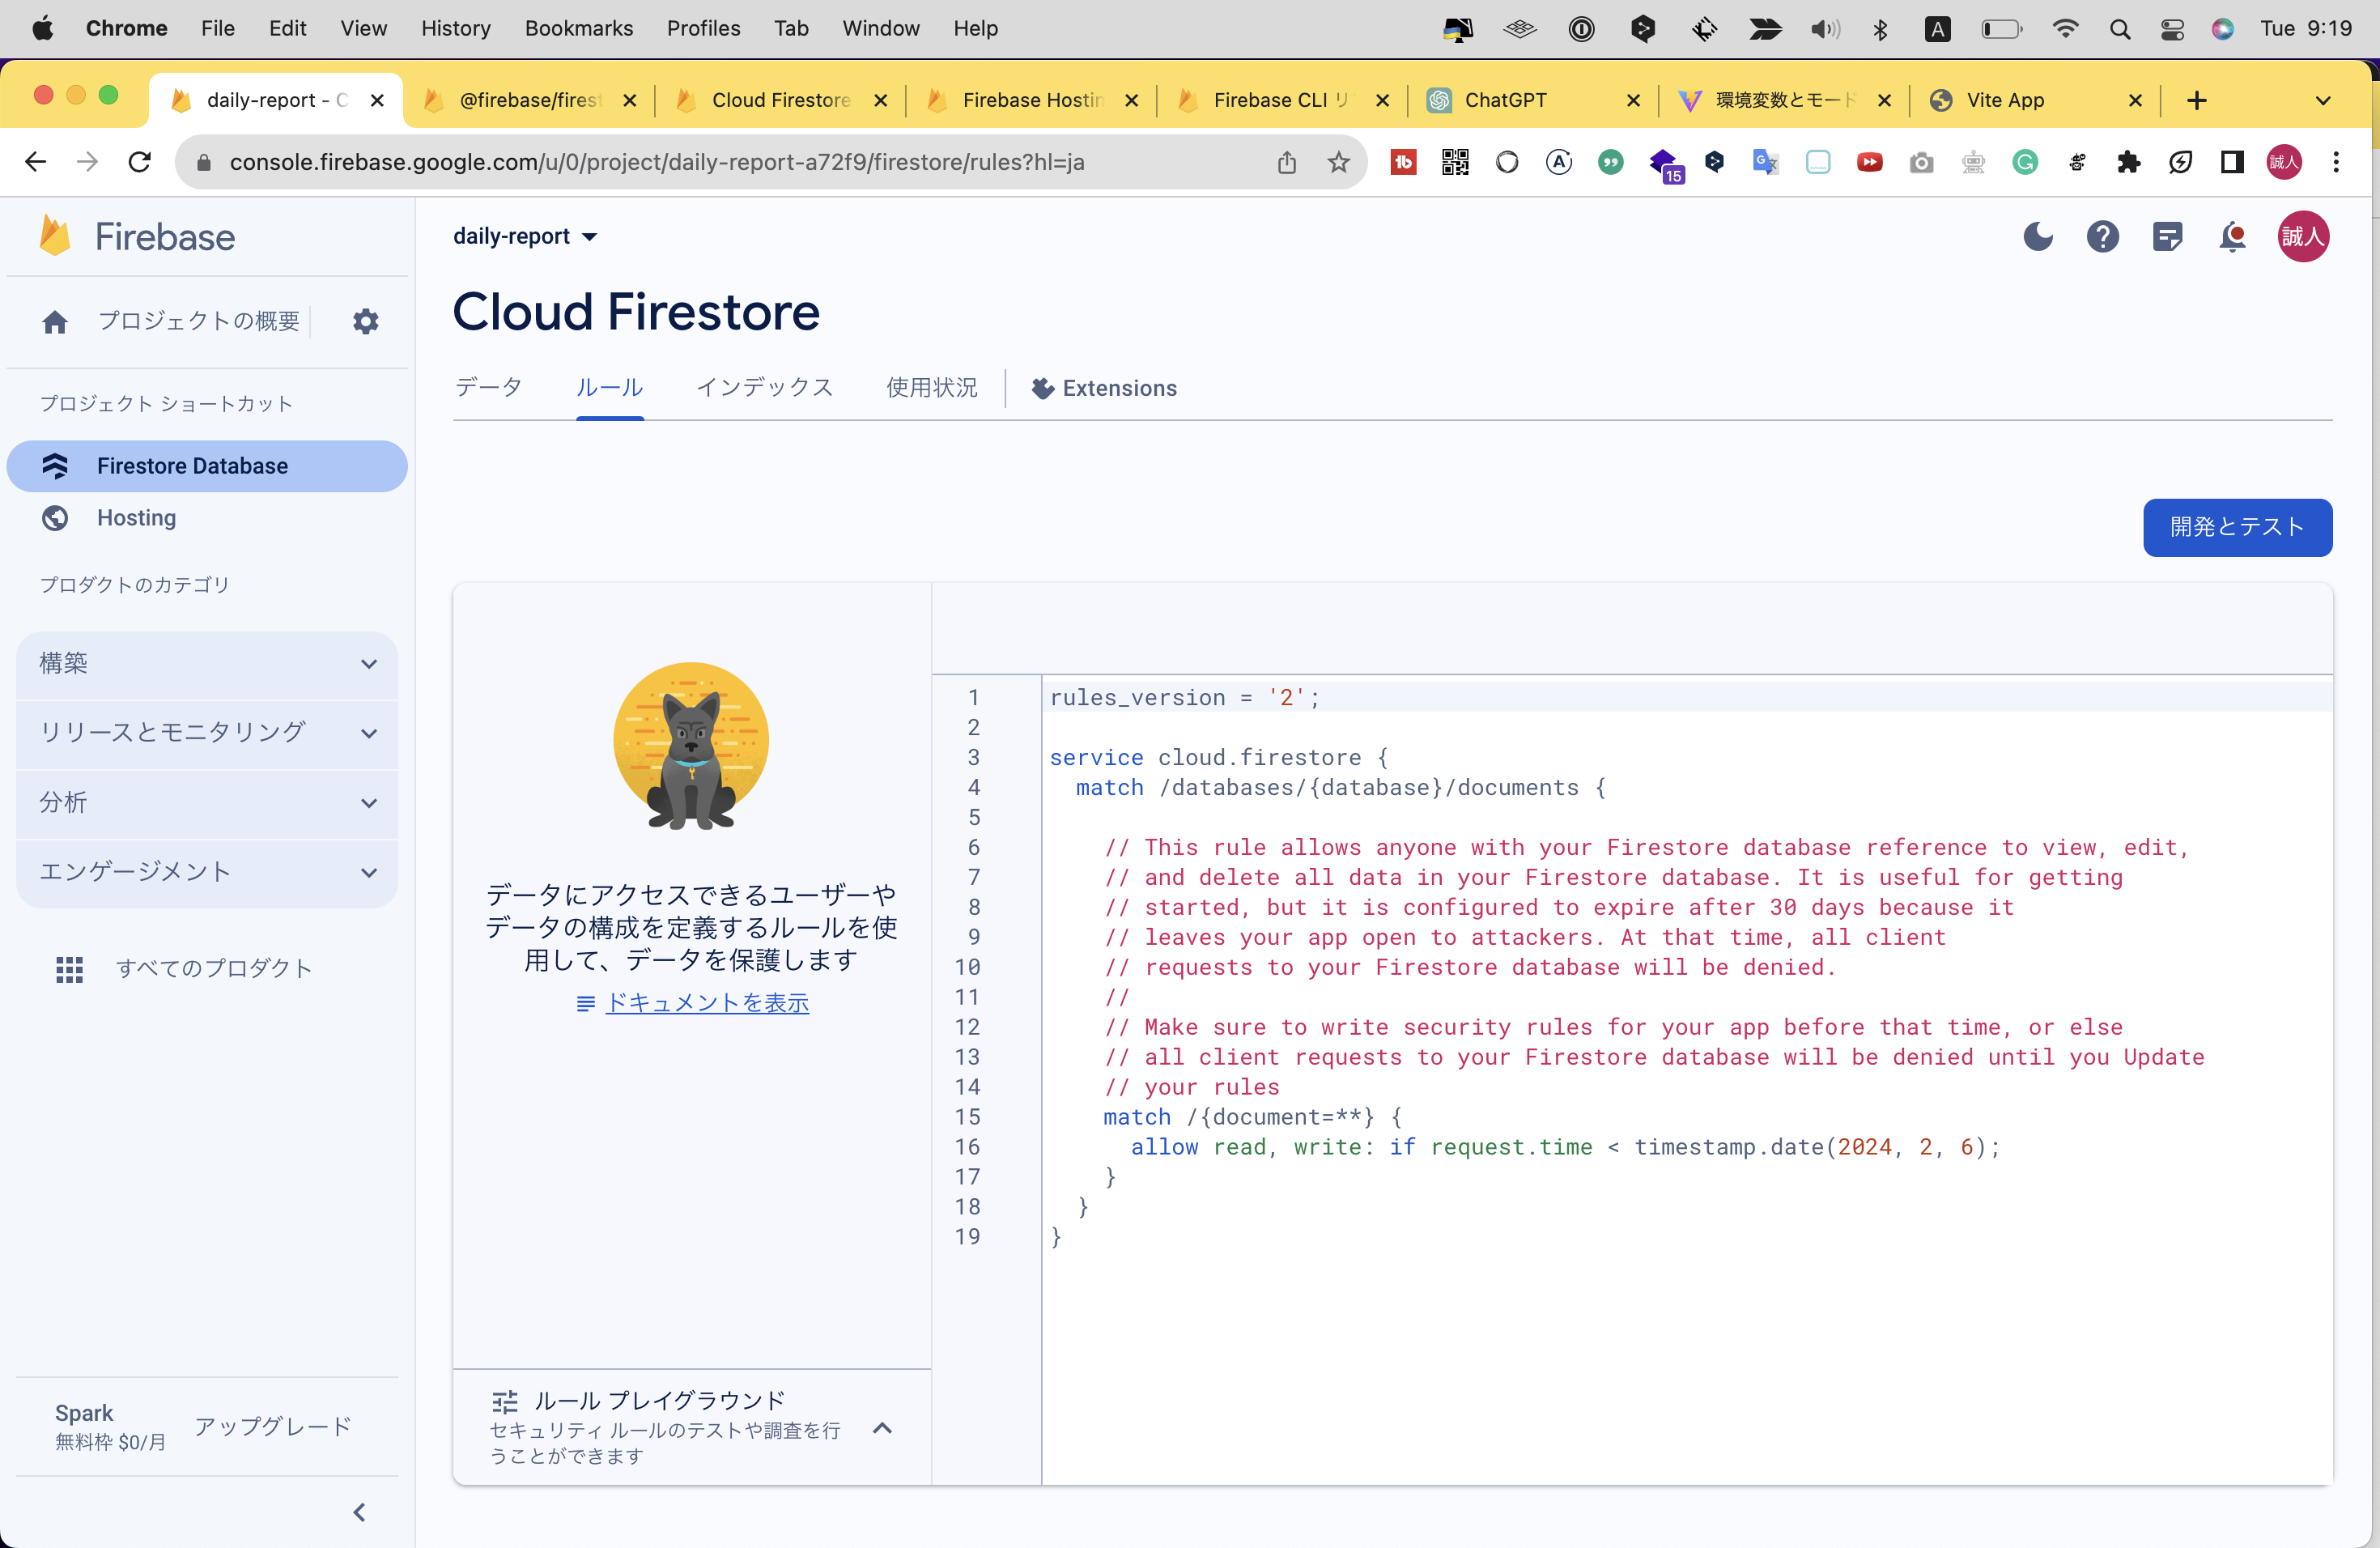 Chrome File Edit View History Bookmarks Profiles Tab Window Help A Tue 9:19
daily-report - C @firebase/fires Cloud Firestore Firebase Hostin Firebase CLI リ ChatGPT 環境変数とモード Vite App
console.firebase.google.com/u/0/project/daily-report-a72f9/firestore/rules?hl=ja 15 誠人
Firebase
daily-report
誠人
プロジェクトの概要
Cloud Firestore
データ ルール インデックス 使用状況 Extensions
プロジェクト ショートカット
Firestore Database
Hosting
プロダクトのカテゴリ
構築
リリースとモニタリング
分析
エンゲージメント
すべてのプロダクト
Spark
無料枠 $0/月
アップグレード
開発とテスト
データにアクセスできるユーザーや
データの構成を定義するルールを使
用して、データを保護します
ドキュメントを表示
ルール プレイグラウンド
セキュリティ ルールのテストや調査を行
うことができます
1 rules_version = '2';
2
3 service cloud.firestore {
4 match /databases/{database}/documents {
5
6 // This rule allows anyone with your Firestore database reference to view, edit,
7 // and delete all data in your Firestore database. It is useful for getting
8 // started, but it is configured to expire after 30 days because it
9 // leaves your app open to attackers. At that time, all client
10 // requests to your Firestore database will be denied.
11 //
12 // Make sure to write security rules for your app before that time, or else
13 // all client requests to your Firestore database will be denied until you Update
14 // your rules
15 match /{document=**} {
16 allow read, write: if request.time < timestamp.date(2024, 2, 6);
17 }
18 }
19 }